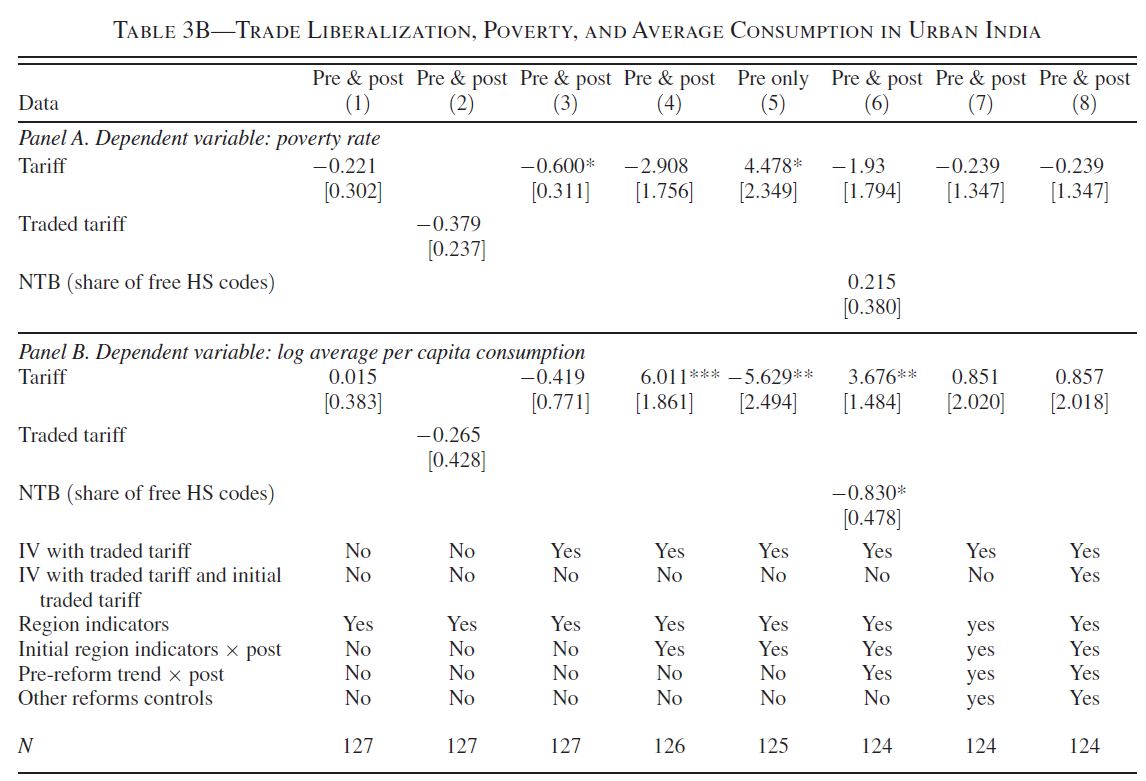 TABLE 3B—TRADE LIBERALIZATION, POVERTY, AND AVERAGE CONSUMPTION IN URBAN INDIA
Pre & post Pre & post Pre & post Pre & post Pre only Pre & post Pre & post Pre & post
Data (1) (2) (3) (4) (5) (6) (7) (8)
Panel A. Dependent variable: poverty rate
Tariff −0.221 −0.600* −2.908 4.478* −1.93 −0.239 −0.239
[0.302] [0.311] [1.756] [2.349] [1.794] [1.347] [1.347]
Traded tariff −0.379
[0.237]
NTB (share of free HS codes) 0.215
[0.380]
Panel B. Dependent variable: log average per capita consumption
Tariff 0.015 −0.419 6.011*** −5.629** 3.676** 0.851 0.857
[0.383] [0.771] [1.861] [2.494] [1.484] [2.020] [2.018]
Traded tariff −0.265
[0.428]
NTB (share of free HS codes) −0.830*
[0.478]
IV with traded tariff No No Yes Yes Yes Yes Yes Yes
IV with traded tariff and initial No No No No No No No Yes
traded tariff
Region indicators Yes Yes Yes Yes Yes Yes yes Yes
Initial region indicators × post No No No Yes Yes Yes yes Yes
Pre-reform trend × post No No No No No Yes yes Yes
Other reforms controls No No No No No No yes Yes
N 127 127 127 126 125 124 124 124